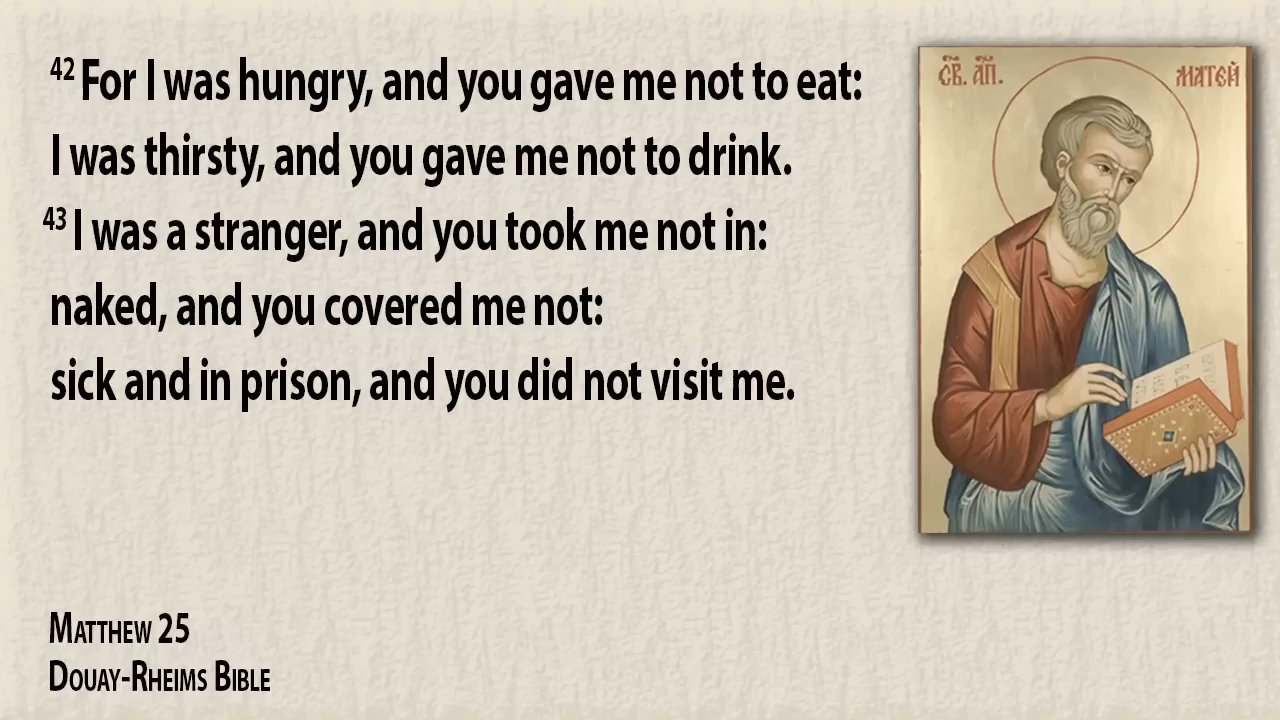 42 For I was hungry, and you gave me not to eat:
I was thirsty, and you gave me not to drink.
43 I was a stranger, and you took me not in:
naked, and you covered me not:
sick and in prison, and you did not visit me.
Matthew 25
Douay-Rheims Bible
СВ. АП. МАТЕЙ